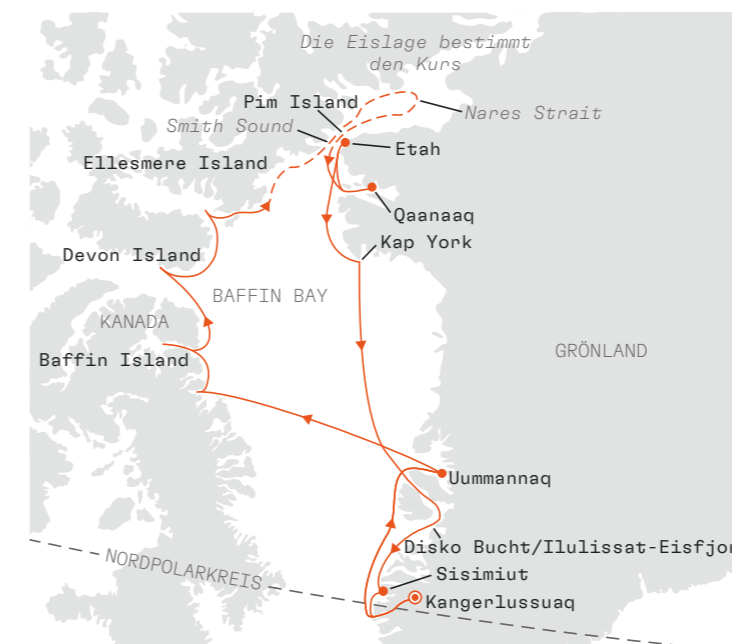 Die Eislage bestimmt
den Kurs
Pim Island
Nares Strait
Smith Sound
Etah
Ellesmere Island
Qaanaaq
Kap York
Devon Island
BAFFIN BAY
KANADA
GRÖNLAND
Baffin Island
Uummannaq
Disko Bucht/Ilulissat-Eisfjor
NORDPOLARKREIS
Sisimiut
Kangerlussuaq